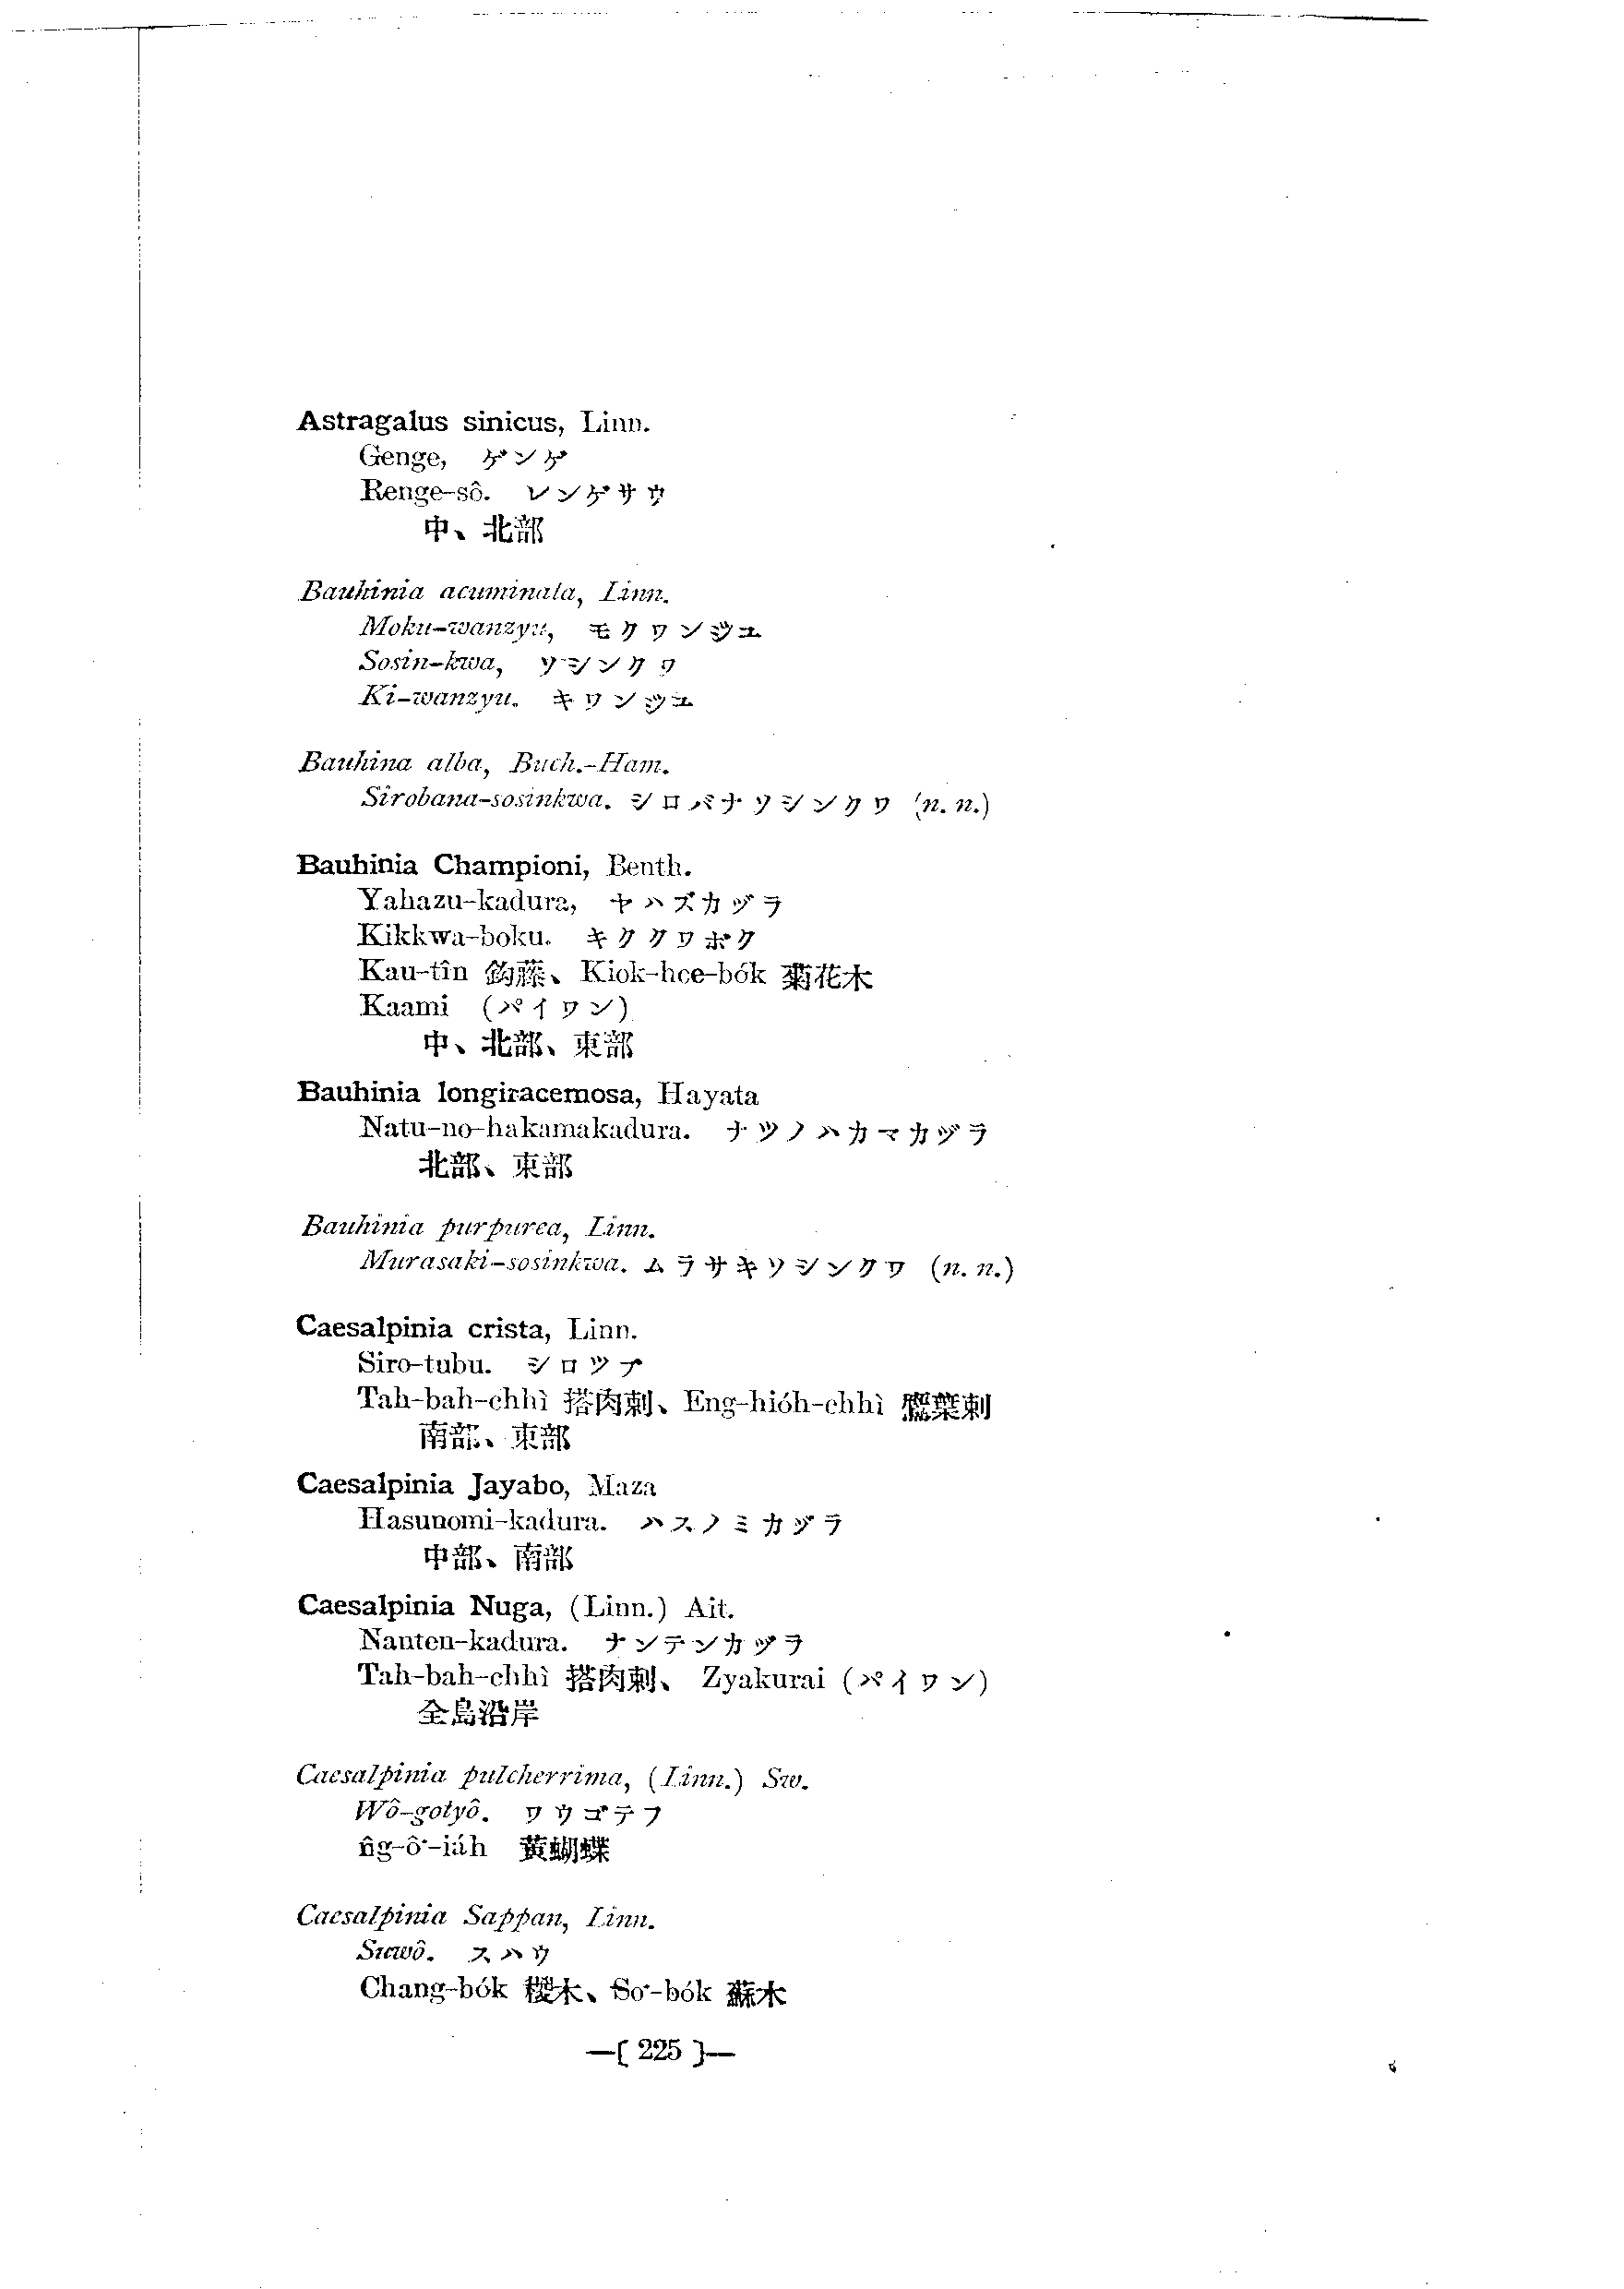 Astragalus sinicus, Linn.
Genge, ゲンゲ
Renge-sô. レンゲサウ
中、北部
Bauhinia acuminata, Linn.
Moku-wanzyu, モクワンジユ
Sosin-kwa, ソシンクワ
Ki-wanzyu. キワンジユ
Bauhina alba, Buch.-Ham.
Sirobana-sosinkwa. シロバナソシンクワ (n. n.)
Bauhinia Championi, Benth.
Yahazu-kadura, ヤハズカヅラ
Kikkwa-boku. キククワボク
Kau-tîn 鈎藤、Kiok-hoe-bók 菊花木
Kaami (パイワン)
中、北部、東部
Bauhinia longiracemosa, Hayata
Natu-no-hakamakadura. ナツノハカマカヅラ
北部、東部
Bauhinia purpurea, Linn.
Murasaki-sosinkwa. ムラサキソシンクワ (n. n.)
Caesalpinia crista, Linn.
Siro-tubu. シロツブ
Tah-bah-chhì 搭肉刺、Eng-hióh-chhì 鷹葉刺
南部、東部
Caesalpinia Jayabo, Maza
Hasunomi-kadura. ハスノミカヅラ
中部、南部
Caesalpinia Nuga, (Linn.) Ait.
Nanten-kadura. ナンテンカヅラ
Tah-bah-chhì 搭肉刺、 Zyakurai (パイワン)
全島沿岸
Caesalpinia pulcherrima, (Linn.) Sw.
Wô-gotyô. ワウゴテフ
n̂g-ô͘-iáh 黃蝴蝶
Caesalpinia Sappan, Linn.
Suwô. スハウ
Chang-bók 木、So͘-bók 蘇木
—[ 225 ]—